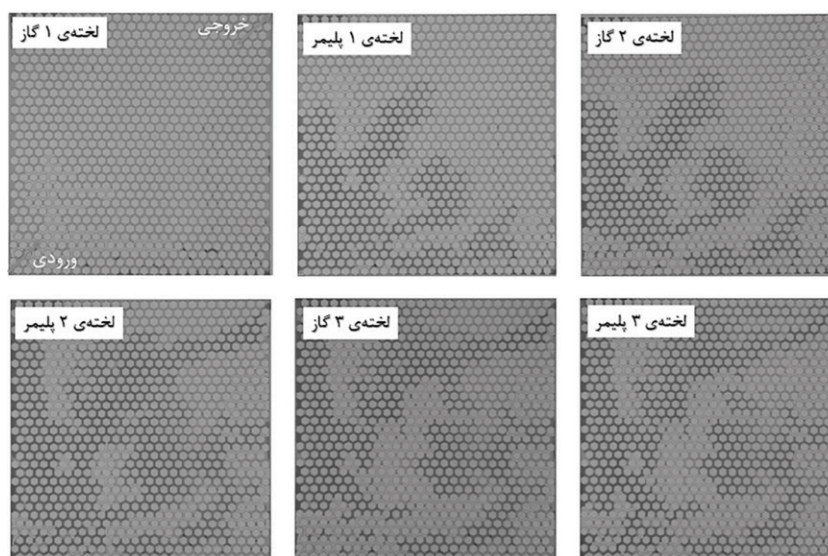 لخته‌ی ۱ گاز
خروجی
ورودی
لخته‌ی ۱ پلیمر
لخته‌ی ۲ گاز
لخته‌ی ۲ پلیمر
لخته‌ی ۳ گاز
لخته‌ی ۳ پلیمر